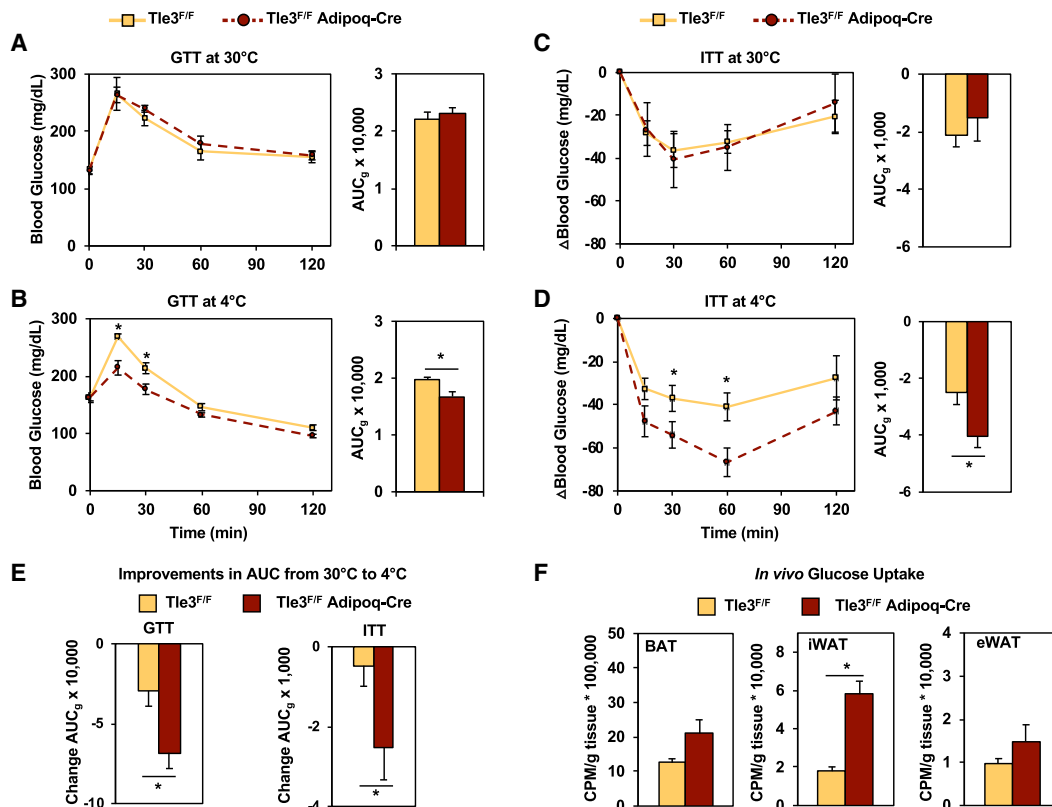 Tle3F/F Tle3F/F Adipoq-Cre
Tle3F/F Tle3F/F Adipoq-Cre
A
GTT at 30°C
Blood Glucose (mg/dL)
300
200
100
0
0 30 60 90 120
AUCg x 10,000
3
2
1
0
C
ITT at 30°C
ΔBlood Glucose (mg/dL)
0
-20
-40
-60
-80
0 30 60 90 120
AUCg x 1,000
0
-2
-4
-6
B
GTT at 4°C
Blood Glucose (mg/dL)
300
200
100
0
* *
0 30 60 90 120
Time (min)
AUCg x 10,000
2
1
0
*
D
ITT at 4°C
ΔBlood Glucose (mg/dL)
0
-20
-40
-60
-80
* *
0 30 60 90 120
Time (min)
AUCg x 1,000
0
-2
-4
-6
*
E
Improvements in AUC from 30°C to 4°C
Tle3F/F Tle3F/F Adipoq-Cre
GTT
Change AUCg x 10,000
0
-5
-10
*
ITT
Change AUCg x 1,000
0
-2
-4
*
F
In vivo Glucose Uptake
Tle3F/F Tle3F/F Adipoq-Cre
BAT
CPM/g tissue * 100,000
50
40
30
20
10
0
iWAT
CPM/g tissue * 10,000
8
6
4
2
0
*
eWAT
CPM/g tissue * 10,000
4
3
2
1
0